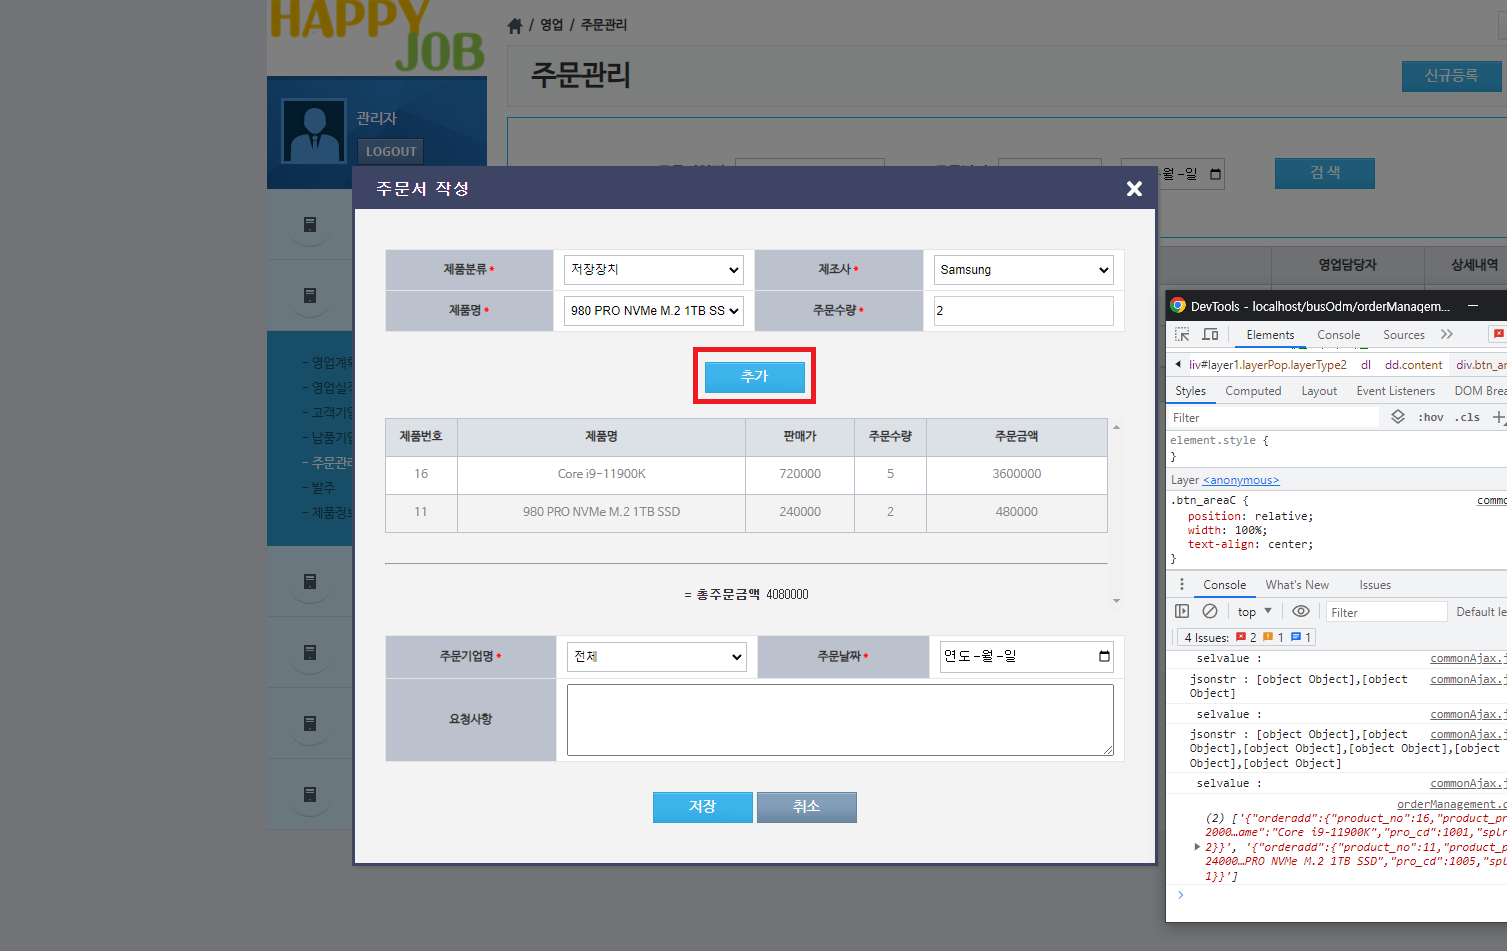 HAPPY
JOB
/ 영업 / 주문관리
주문관리
신규등록
관리자
LOGOUT
-월-일
검색
영업담당자
상세내역
- 영업계획
- 영업실적
- 고객기업
- 납품기업
- 주문관리
- 발주
- 제품정보
주문서 작성
제품분류*
저장장치
제조사*
Samsung
제품명*
980 PRO NVMe M.2 1TB SS
주문수량*
2
추가
제품번호 제품명 판매가 주문수량 주문금액
16 Core i9-11900K 720000 5 3600000
11 980 PRO NVMe M.2 1TB SSD 240000 2 480000
= 총주문금액 4080000
주문기업명*
전체
주문날짜*
연도-월-일
요청사항
저장
취소
DevTools - localhost/busOdm/orderManagem...
Elements Console Sources
liv#layer1.layerPop.layerType2 dl dd.content div.btn_ar
Styles Computed Layout Event Listeners DOM Brea
Filter
:hov .cls
element.style {
}
Layer <anonymous>
.btn_areaC {
commo
position: relative;
width: 100%;
text-align: center;
}
Console What's New Issues
top
Filter
Default le
4 Issues: 2 1 1
selvalue : commonAjax.j
jsonstr : [object Object],[object commonAjax.j
Object]
selvalue : commonAjax.j
jsonstr : [object Object],[object commonAjax.j
Object],[object Object],[object Object],[object
Object],[object Object]
selvalue : commonAjax.j
orderManagement.d
(2) ['{"orderadd":{"product_no":16,"product_pr
2000…ame":"Core i9-11900K","pro_cd":1001,"splr
2}}', '{"orderadd":{"product_no":11,"product_p
24000…PRO NVMe M.2 1TB SSD","pro_cd":1005,"spl
1}}']